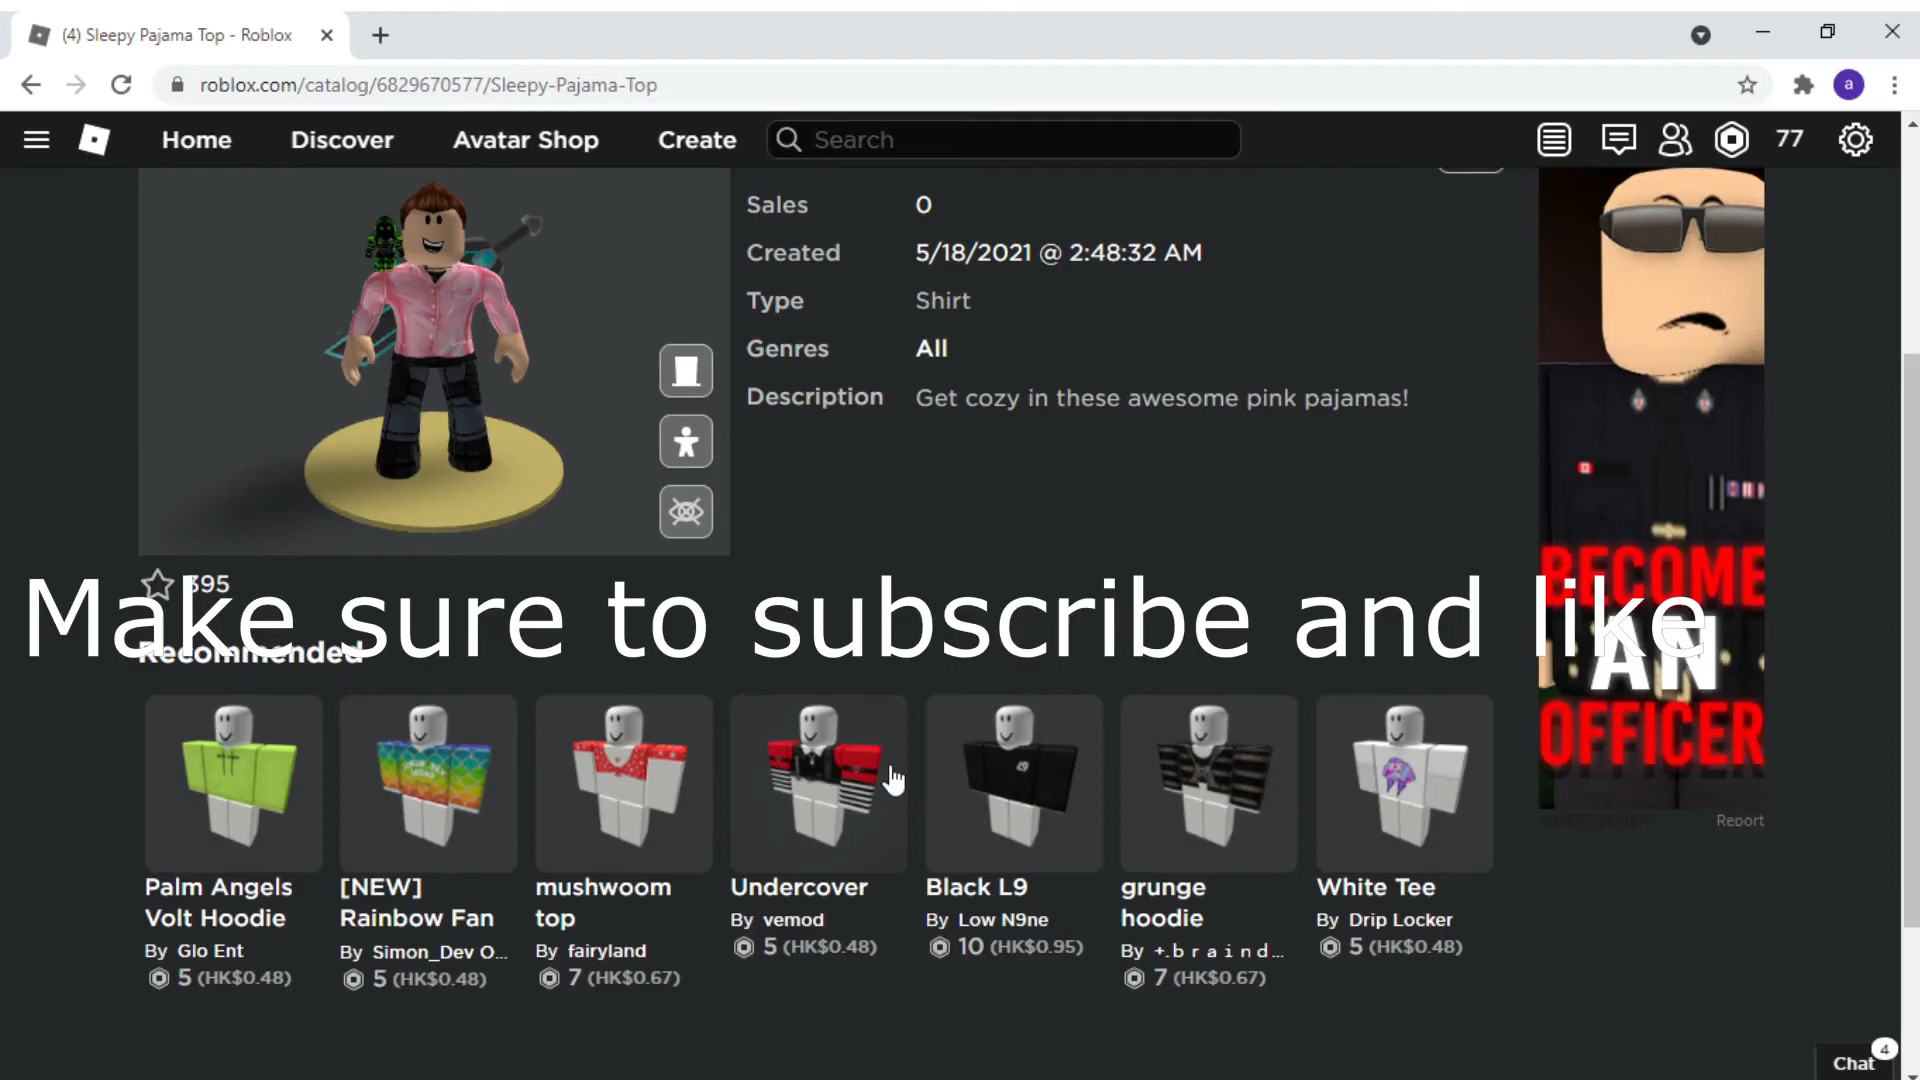 (4) Sleepy Pajama Top - Roblox
roblox.com/catalog/6829670577/Sleepy-Pajama-Top
a
Home Discover Avatar Shop Create Search 77
Sales 0
Created 5/18/2021 @ 2:48:32 AM
Type Shirt
Genres All
Description Get cozy in these awesome pink pajamas!
395
Make sure to subscribe and like
BECOME
AN
OFFICER
Recommended
ADVERTISEMENT Report
Palm Angels
Volt Hoodie
By Glo Ent
5 (HK$0.48)
[NEW]
Rainbow Fan
By Simon_Dev O...
5 (HK$0.48)
mushwoom
top
By fairyland
7 (HK$0.67)
Undercover
By vemod
5 (HK$0.48)
Black L9
By Low N9ne
10 (HK$0.95)
grunge
hoodie
By +.b r a i n d...
7 (HK$0.67)
White Tee
By Drip Locker
5 (HK$0.48)
Chat 4